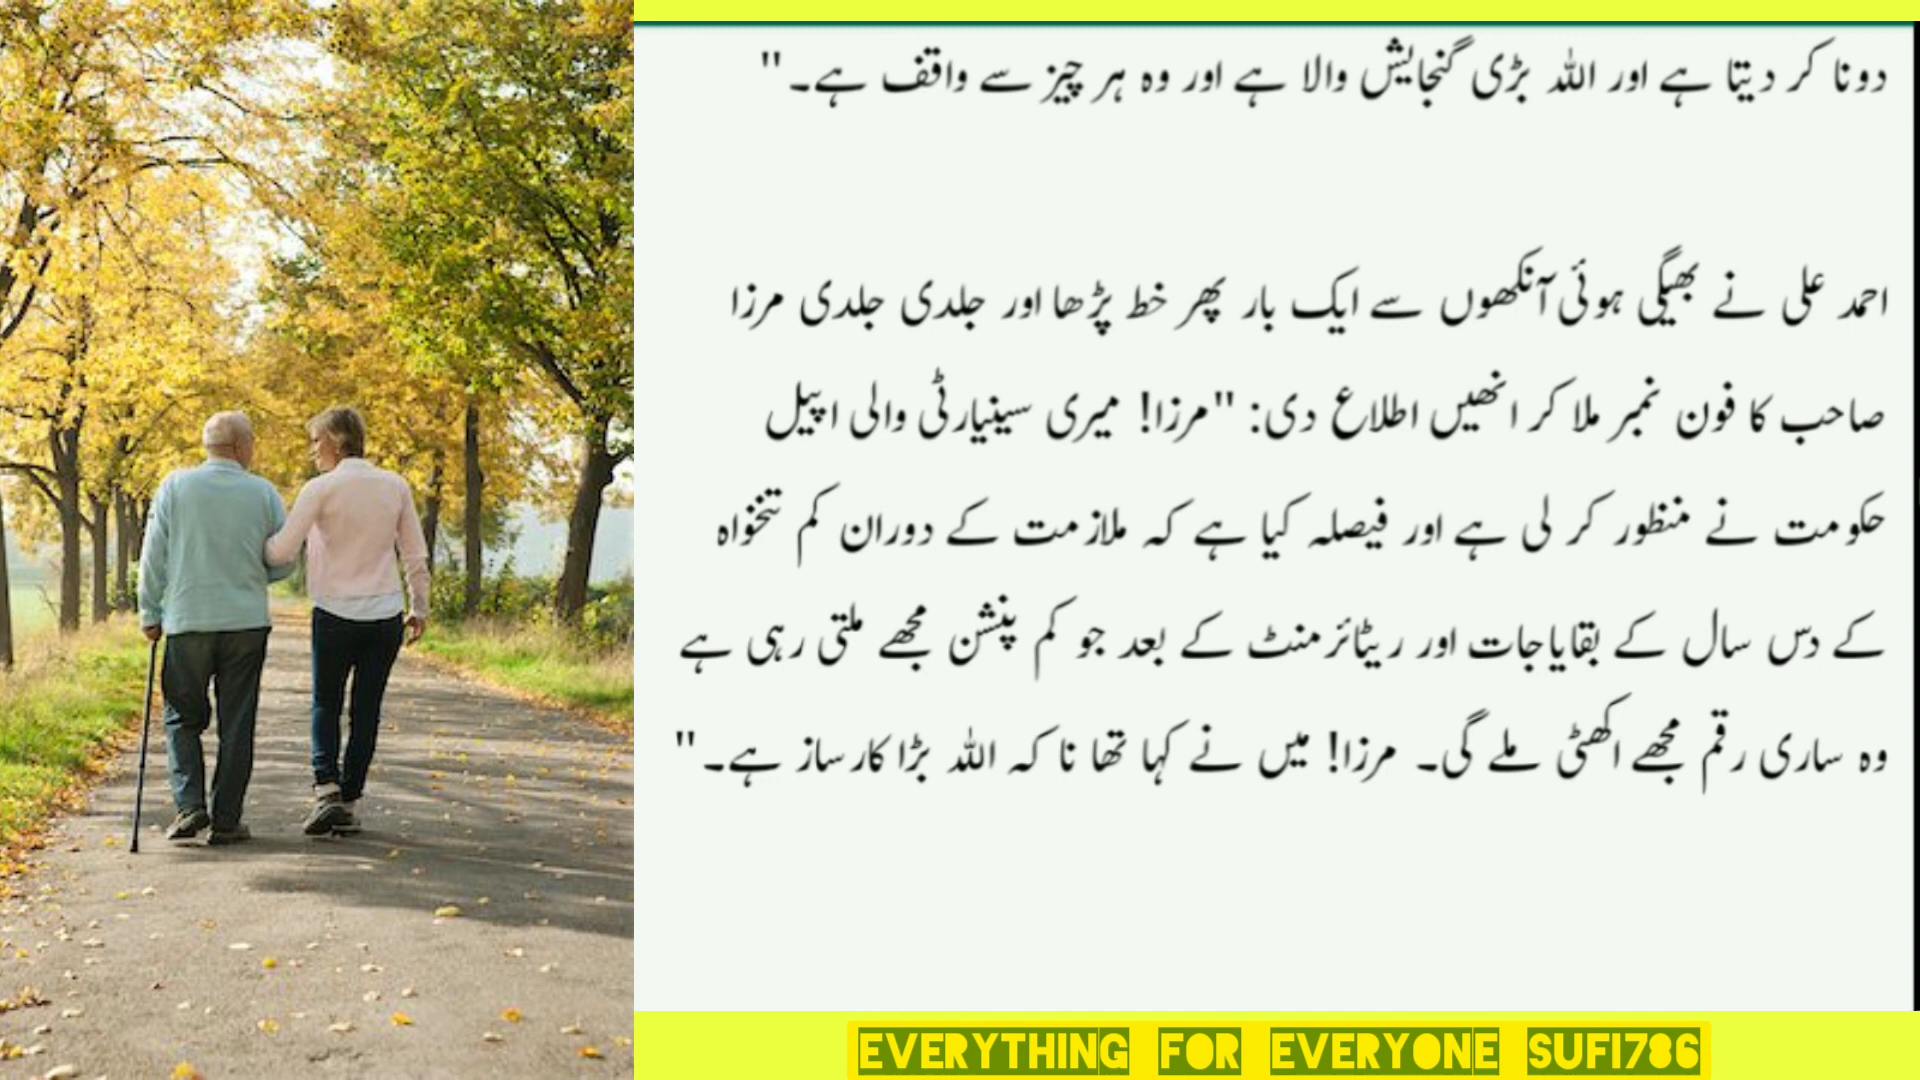 دونا کر دیتا ہے اور اللہ بڑی گنجایش والا ہے اور وہ ہر چیز سے واقف ہے۔"
احمد علی نے بھیگی ہوئی آنکھوں سے ایک بار پھر خط پڑھا اور جلدی جلدی مرزا
صاحب کا فون نمبر ملا کر انھیں اطلاع دی: "مرزا! میری سینیارٹی والی اپیل
حکومت نے منظور کر لی ہے اور فیصلہ کیا ہے کہ ملازمت کے دوران کم تنخواہ
کے دس سال کے بقایاجات اور ریٹائرمنٹ کے بعد جو کم پنشن مجھے ملتی رہی ہے
وہ ساری رقم مجھے اکھٹی ملے گی۔ مرزا! میں نے کہا تھا نا کہ اللہ بڑا کارساز ہے۔"
EVERYTHING FOR EVERYONE SUFI786